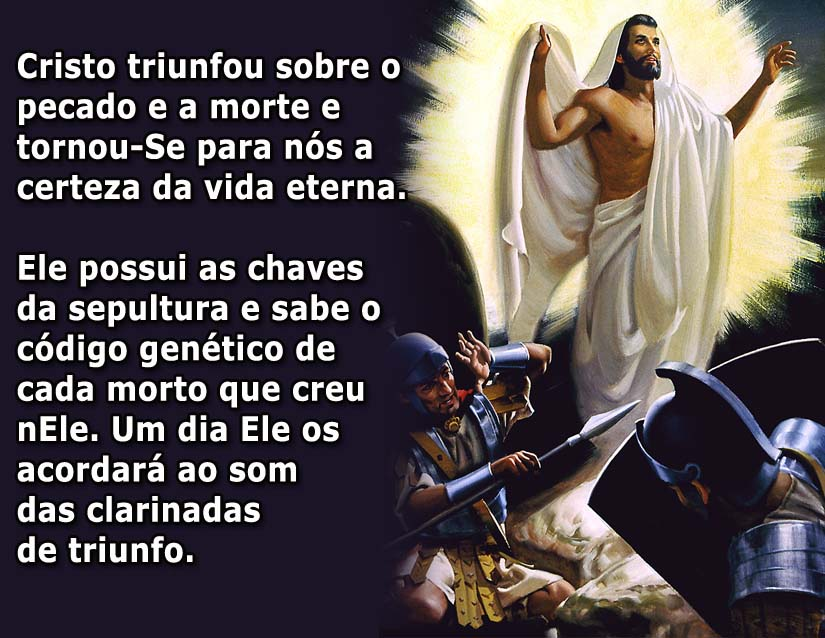 Cristo triunfou sobre o
pecado e a morte e
tornou-Se para nós a
certeza da vida eterna.
Ele possui as chaves
da sepultura e sabe o
código genético de
cada morto que creu
nEle. Um dia Ele os
acordará ao som
das clarinadas
de triunfo.